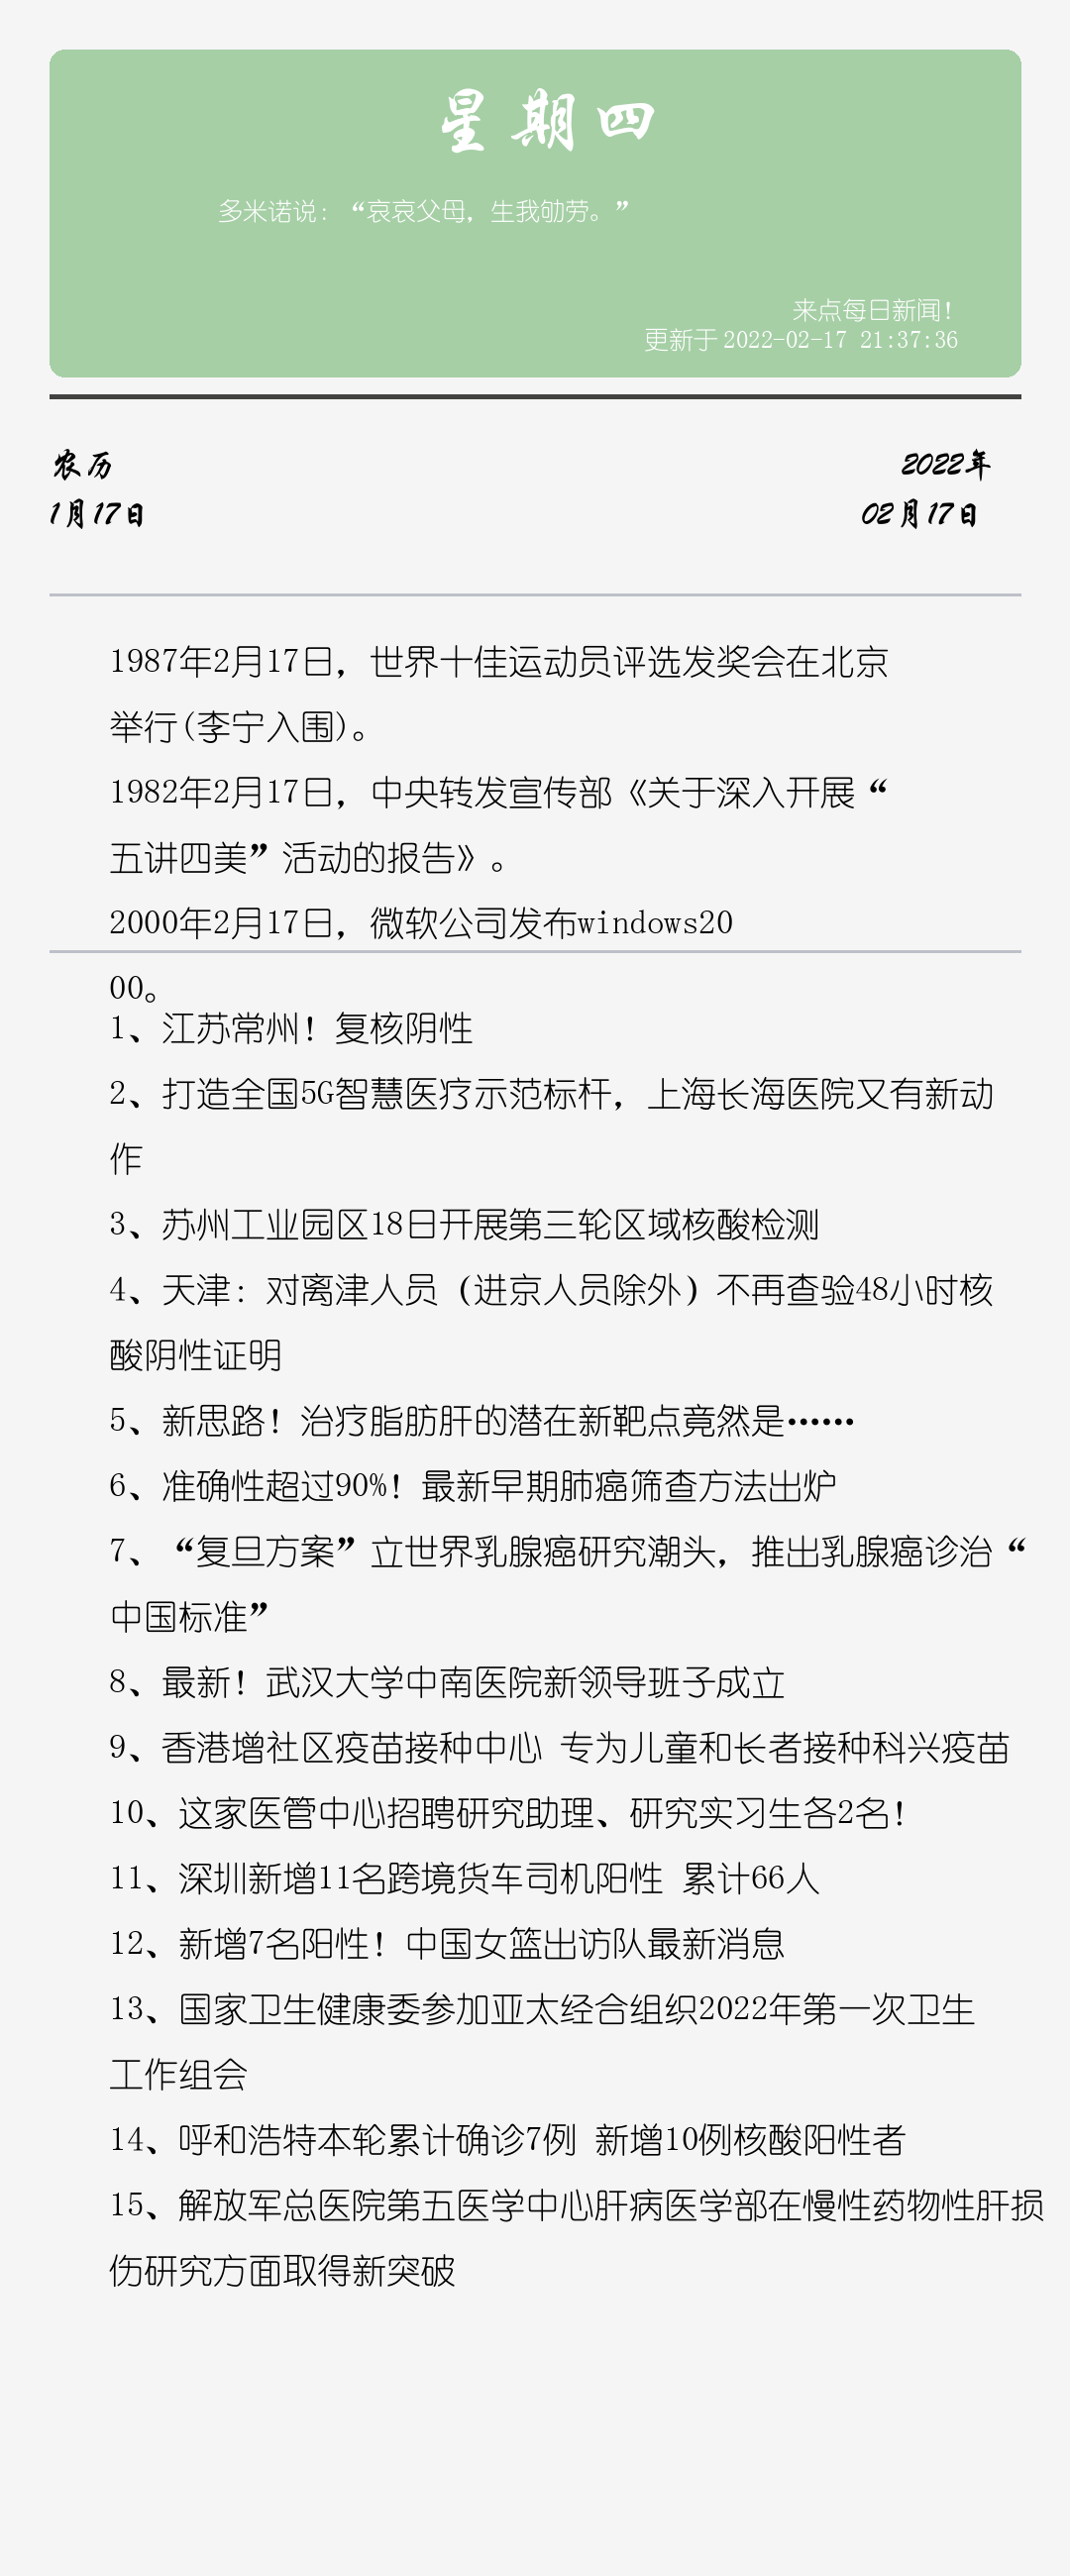 星期四
多米诺说：“哀哀父母，生我劬劳。”
来点每日新闻！
更新于 2022-02-17 21:37:36
农历
2022年
1月17日
02月17日
1987年2月17日，世界十佳运动员评选发奖会在北京
举行(李宁入围)。
1982年2月17日，中央转发宣传部《关于深入开展“
五讲四美”活动的报告》。
2000年2月17日，微软公司发布windows20
00。
1、江苏常州！复核阴性
2、打造全国5G智慧医疗示范标杆，上海长海医院又有新动
作
3、苏州工业园区18日开展第三轮区域核酸检测
4、天津：对离津人员（进京人员除外）不再查验48小时核
酸阴性证明
5、新思路！治疗脂肪肝的潜在新靶点竟然是……
6、准确性超过90%！最新早期肺癌筛查方法出炉
7、“复旦方案”立世界乳腺癌研究潮头，推出乳腺癌诊治“
中国标准”
8、最新！武汉大学中南医院新领导班子成立
9、香港增社区疫苗接种中心 专为儿童和长者接种科兴疫苗
10、这家医管中心招聘研究助理、研究实习生各2名！
11、深圳新增11名跨境货车司机阳性 累计66人
12、新增7名阳性！中国女篮出访队最新消息
13、国家卫生健康委参加亚太经合组织2022年第一次卫生
工作组会
14、呼和浩特本轮累计确诊7例 新增10例核酸阳性者
15、解放军总医院第五医学中心肝病医学部在慢性药物性肝损
伤研究方面取得新突破